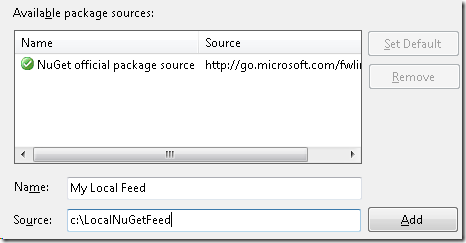 Available package sources:
Name Source
NuGet official package source http://go.microsoft.com/fwlin
Set Default
Remove
Name: My Local Feed
Source: c:\LocalNuGetFeed Add